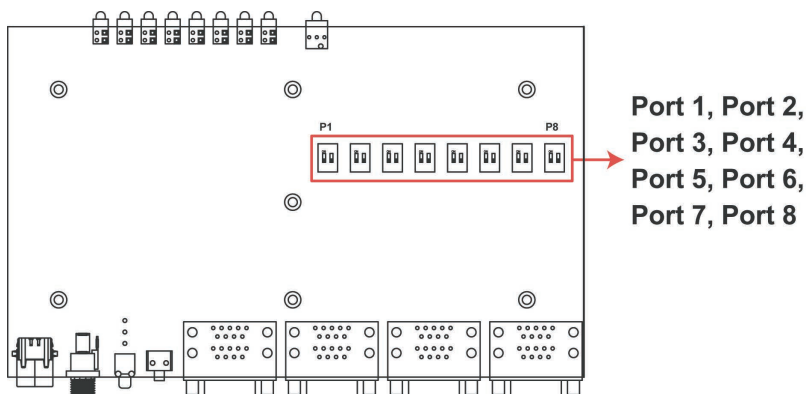 P1 P8
Port 1, Port 2,
Port 3, Port 4,
Port 5, Port 6,
Port 7, Port 8